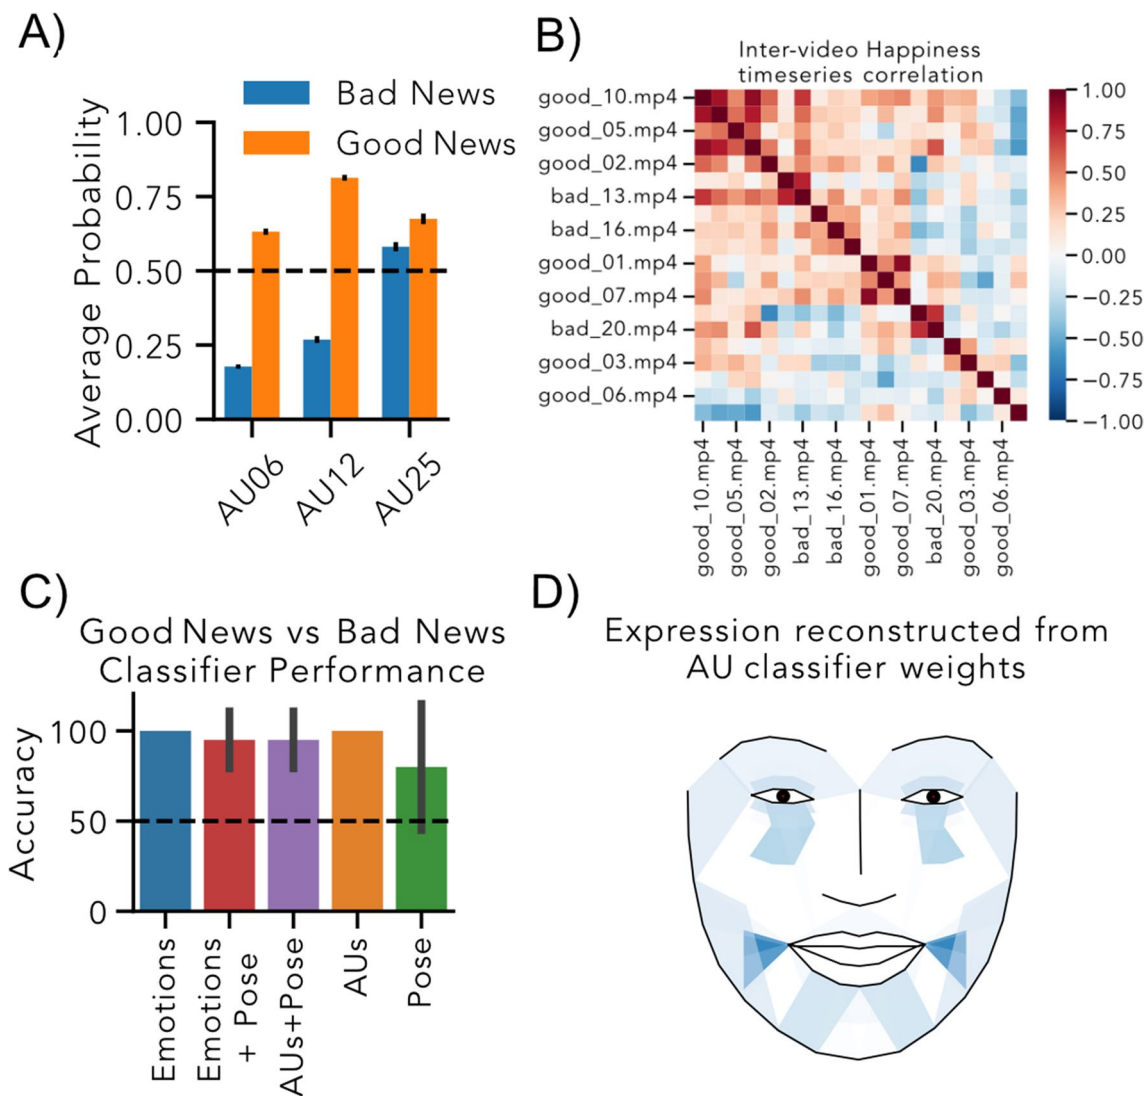 A)
Bad News
Good News
Average Probability
1.00
0.75
0.50
0.25
0.00
AU06
AU12
AU25
B)
Inter-video Happiness
timeseries correlation
good_10.mp4
good_05.mp4
good_02.mp4
bad_13.mp4
bad_16.mp4
good_01.mp4
good_07.mp4
bad_20.mp4
good_03.mp4
good_06.mp4
good_10.mp4
good_05.mp4
good_02.mp4
bad_13.mp4
bad_16.mp4
good_01.mp4
good_07.mp4
bad_20.mp4
good_03.mp4
good_06.mp4
1.00
0.75
0.50
0.25
0.00
−0.25
−0.50
−0.75
−1.00
C)
Good News vs Bad News
Classifier Performance
Accuracy
100
50
0
Emotions
Emotions
+ Pose
AUs+Pose
AUs
Pose
D)
Expression reconstructed from
AU classifier weights